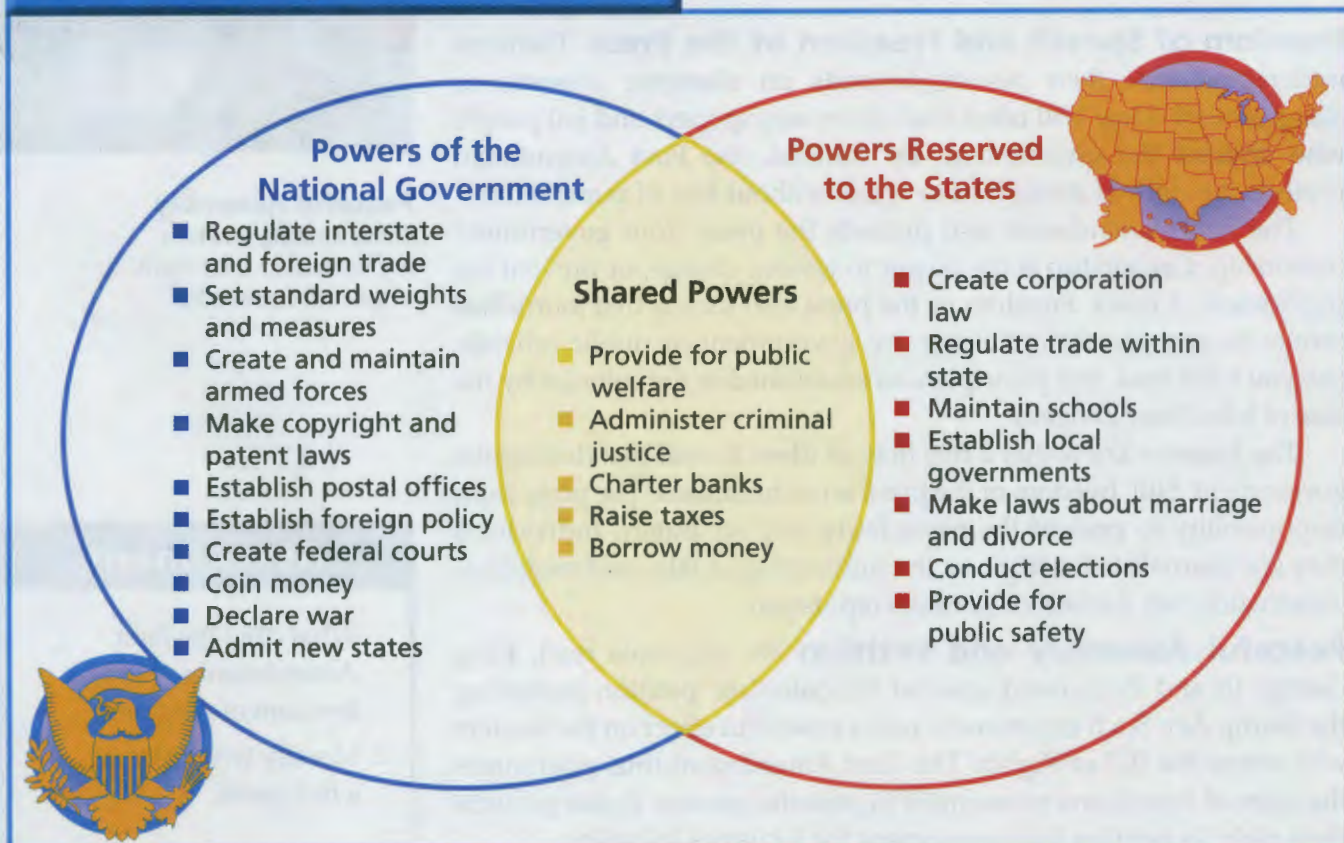 Powers of the
National Government
Regulate interstate
and foreign trade
Set standard weights
and measures
Create and maintain
armed forces
Make copyright and
patent laws
Establish postal offices
Establish foreign policy
Create federal courts
Coin money
Declare war
Admit new states
Shared Powers
Provide for public
welfare
Administer criminal
justice
Charter banks
Raise taxes
Borrow money
Powers Reserved
to the States
Create corporation
law
Regulate trade within
state
Maintain schools
Establish local
governments
Make laws about marriage
and divorce
Conduct elections
Provide for
public safety